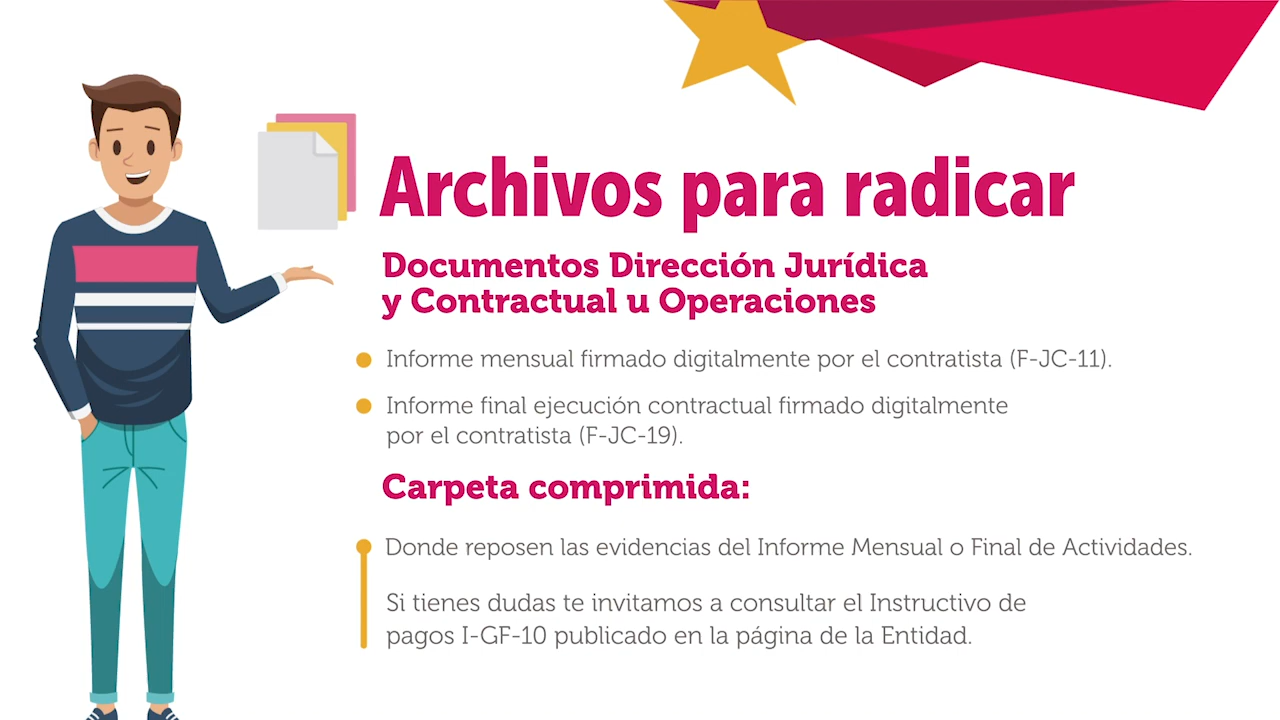 Archivos para radicar
Documentos Dirección Jurídica
y Contractual u Operaciones
Informe mensual firmado digitalmente por el contratista (F-JC-11).
Informe final ejecución contractual firmado digitalmente
por el contratista (F-JC-19).
Carpeta comprimida:
Donde reposen las evidencias del Informe Mensual o Final de Actividades.
Si tienes dudas te invitamos a consultar el Instructivo de
pagos I-GF-10 publicado en la página de la Entidad.